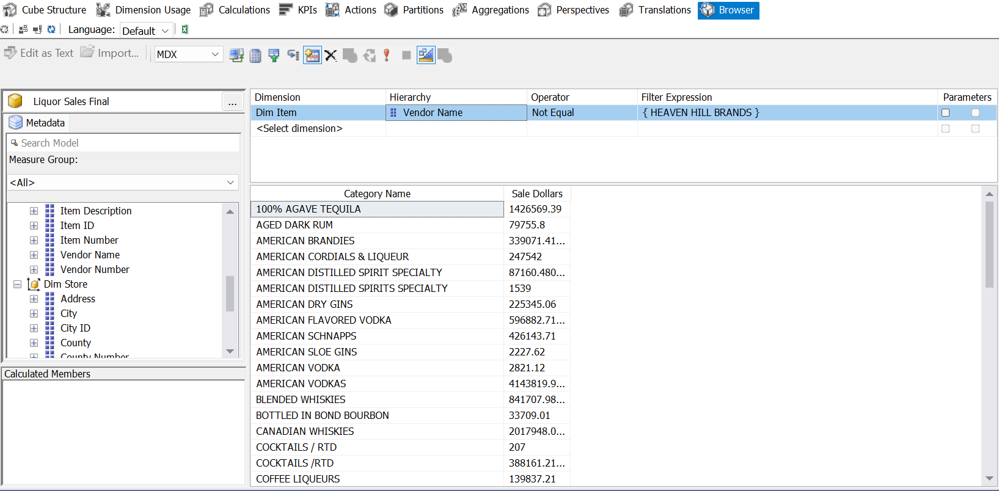 Cube Structure Dimension Usage Calculations KPIs Actions Partitions Aggregations Perspectives Translations Browser
Language: Default
Edit as Text Import... MDX
Liquor Sales Final ...
Metadata
Search Model
Measure Group:
<All>
Item Description
Item ID
Item Number
Vendor Name
Vendor Number
Dim Store
Address
City
City ID
County
County Number
Calculated Members
Dimension Hierarchy Operator Filter Expression Parameters
Dim Item Vendor Name Not Equal { HEAVEN HILL BRANDS }
<Select dimension>
Category Name Sale Dollars
100% AGAVE TEQUILA 1426569.39
AGED DARK RUM 79755.8
AMERICAN BRANDIES 339071.41...
AMERICAN CORDIALS & LIQUEUR 247542
AMERICAN DISTILLED SPIRIT SPECIALTY 87160.480...
AMERICAN DISTILLED SPIRITS SPECIALTY 1539
AMERICAN DRY GINS 225345.06
AMERICAN FLAVORED VODKA 596882.71...
AMERICAN SCHNAPPS 426143.71
AMERICAN SLOE GINS 2227.62
AMERICAN VODKA 2821.12
AMERICAN VODKAS 4143819.9...
BLENDED WHISKIES 841707.98...
BOTTLED IN BOND BOURBON 33709.01
CANADIAN WHISKIES 2017948.0...
COCKTAILS / RTD 207
COCKTAILS /RTD 388161.21...
COFFEE LIQUEURS 139837.21